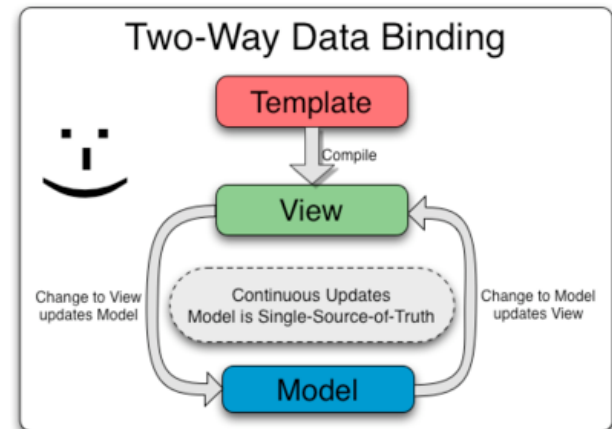 Two-Way Data Binding
Template
Compile
View
Change to View
updates Model
Continuous Updates
Model is Single-Source-of-Truth
Change to Model
updates View
Model